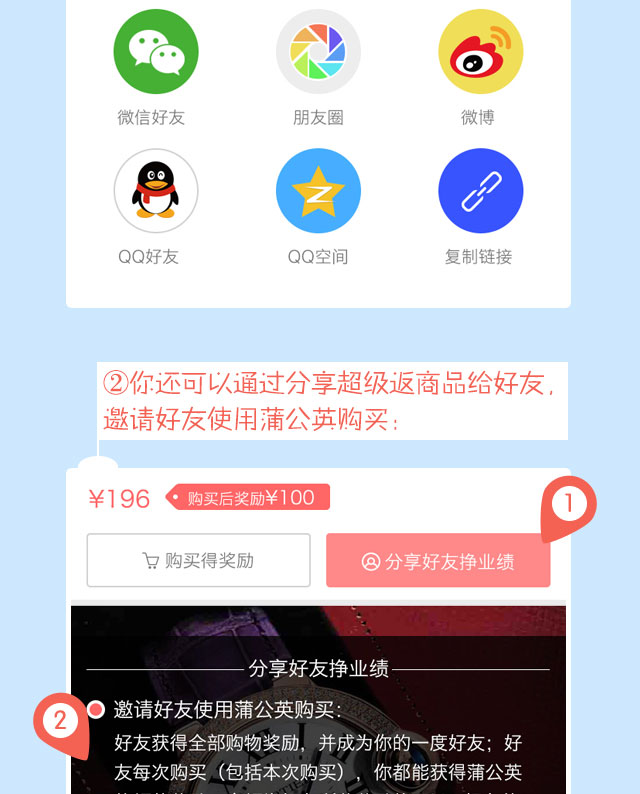 微信好友 朋友圈 微博
QQ好友 QQ空间 复制链接
②你还可以通过分享超级返商品给好友，
邀请好友使用蒲公英购买：
¥196 购买后奖励¥100
1
购买得奖励 分享好友挣业绩
分享好友挣业绩
2
邀请好友使用蒲公英购买：
好友获得全部购物奖励，并成为你的一度好友；好
友每次购买（包括本次购买），你都能获得蒲公英